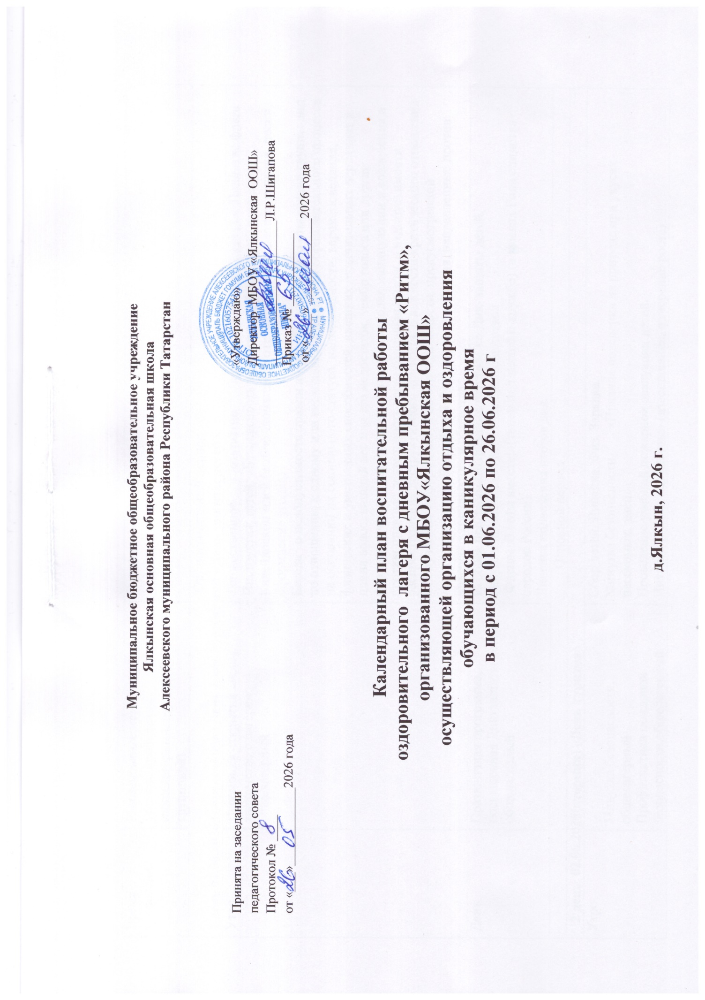 Муниципальное бюджетное общеобразовательное учреждение
Ялкынская основная общеобразовательная школа
Алексеевского муниципального района Республики Татарстан
Принята на заседании
педагогического совета
Протокол № 8
от «26» 05 2026 года
«Утверждаю»
Директор МБОУ «Ялкынская ООШ»
Л.Р.Шигапова
Приказ № 65
от «26» мая 2026 года
Календарный план воспитательной работы
оздоровительного лагеря с дневным пребыванием «Ритм»,
организованного МБОУ«Ялкынская ООШ»
осуществляющей организацию отдыха и оздоровления
обучающихся в каникулярное время
в период с 01.06.2026 по 26.06.2026 г
д.Ялкын, 2026 г.